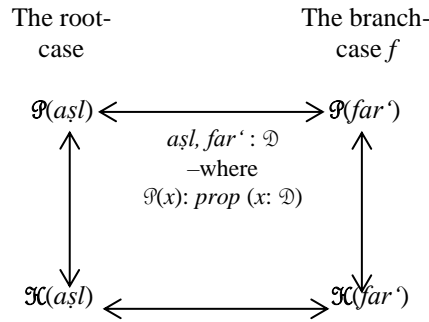 The root-
case
The branch-
case f
𝒫(aṣl)
𝒫(far‘)
aṣl, far‘ : 𝒟
–where
𝒫(x): prop (x: 𝒟)
ℋ(aṣl)
ℋ(far‘)